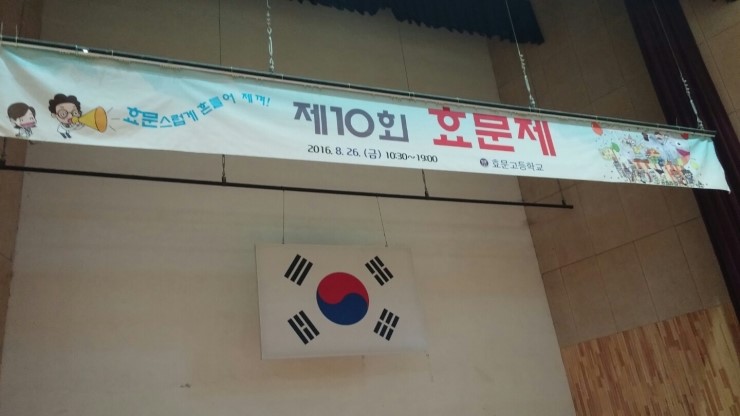 효문스럽게 흔들어 재껴!
제10회 효문제
2016. 8. 26. (금) 10:30~19:00
효문고등학교